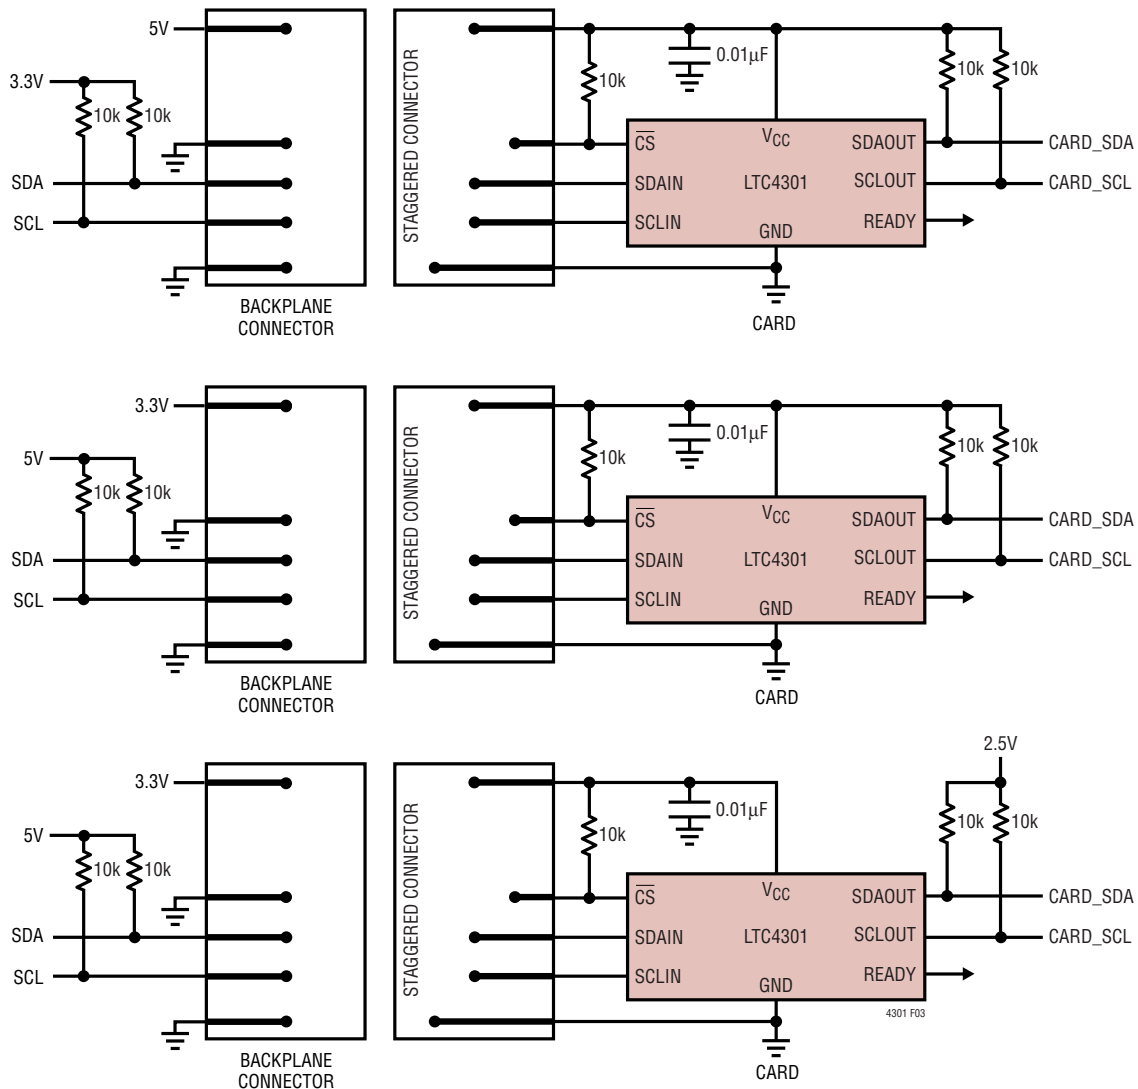 5V
3.3V
10k
10k
SDA
SCL
BACKPLANE
CONNECTOR
STAGGERED CONNECTOR
10k
0.01µF
10k
10k
CS
VCC
SDAOUT
CARD_SDA
SDAIN
LTC4301
SCLOUT
CARD_SCL
SCLIN
GND
READY
CARD
3.3V
5V
10k
10k
SDA
SCL
BACKPLANE
CONNECTOR
STAGGERED CONNECTOR
10k
0.01µF
10k
10k
CS
VCC
SDAOUT
CARD_SDA
SDAIN
LTC4301
SCLOUT
CARD_SCL
SCLIN
GND
READY
CARD
3.3V
5V
10k
10k
SDA
SCL
BACKPLANE
CONNECTOR
STAGGERED CONNECTOR
10k
0.01µF
2.5V
10k
10k
CS
VCC
SDAOUT
CARD_SDA
SDAIN
LTC4301
SCLOUT
CARD_SCL
SCLIN
GND
READY
4301 F03
CARD